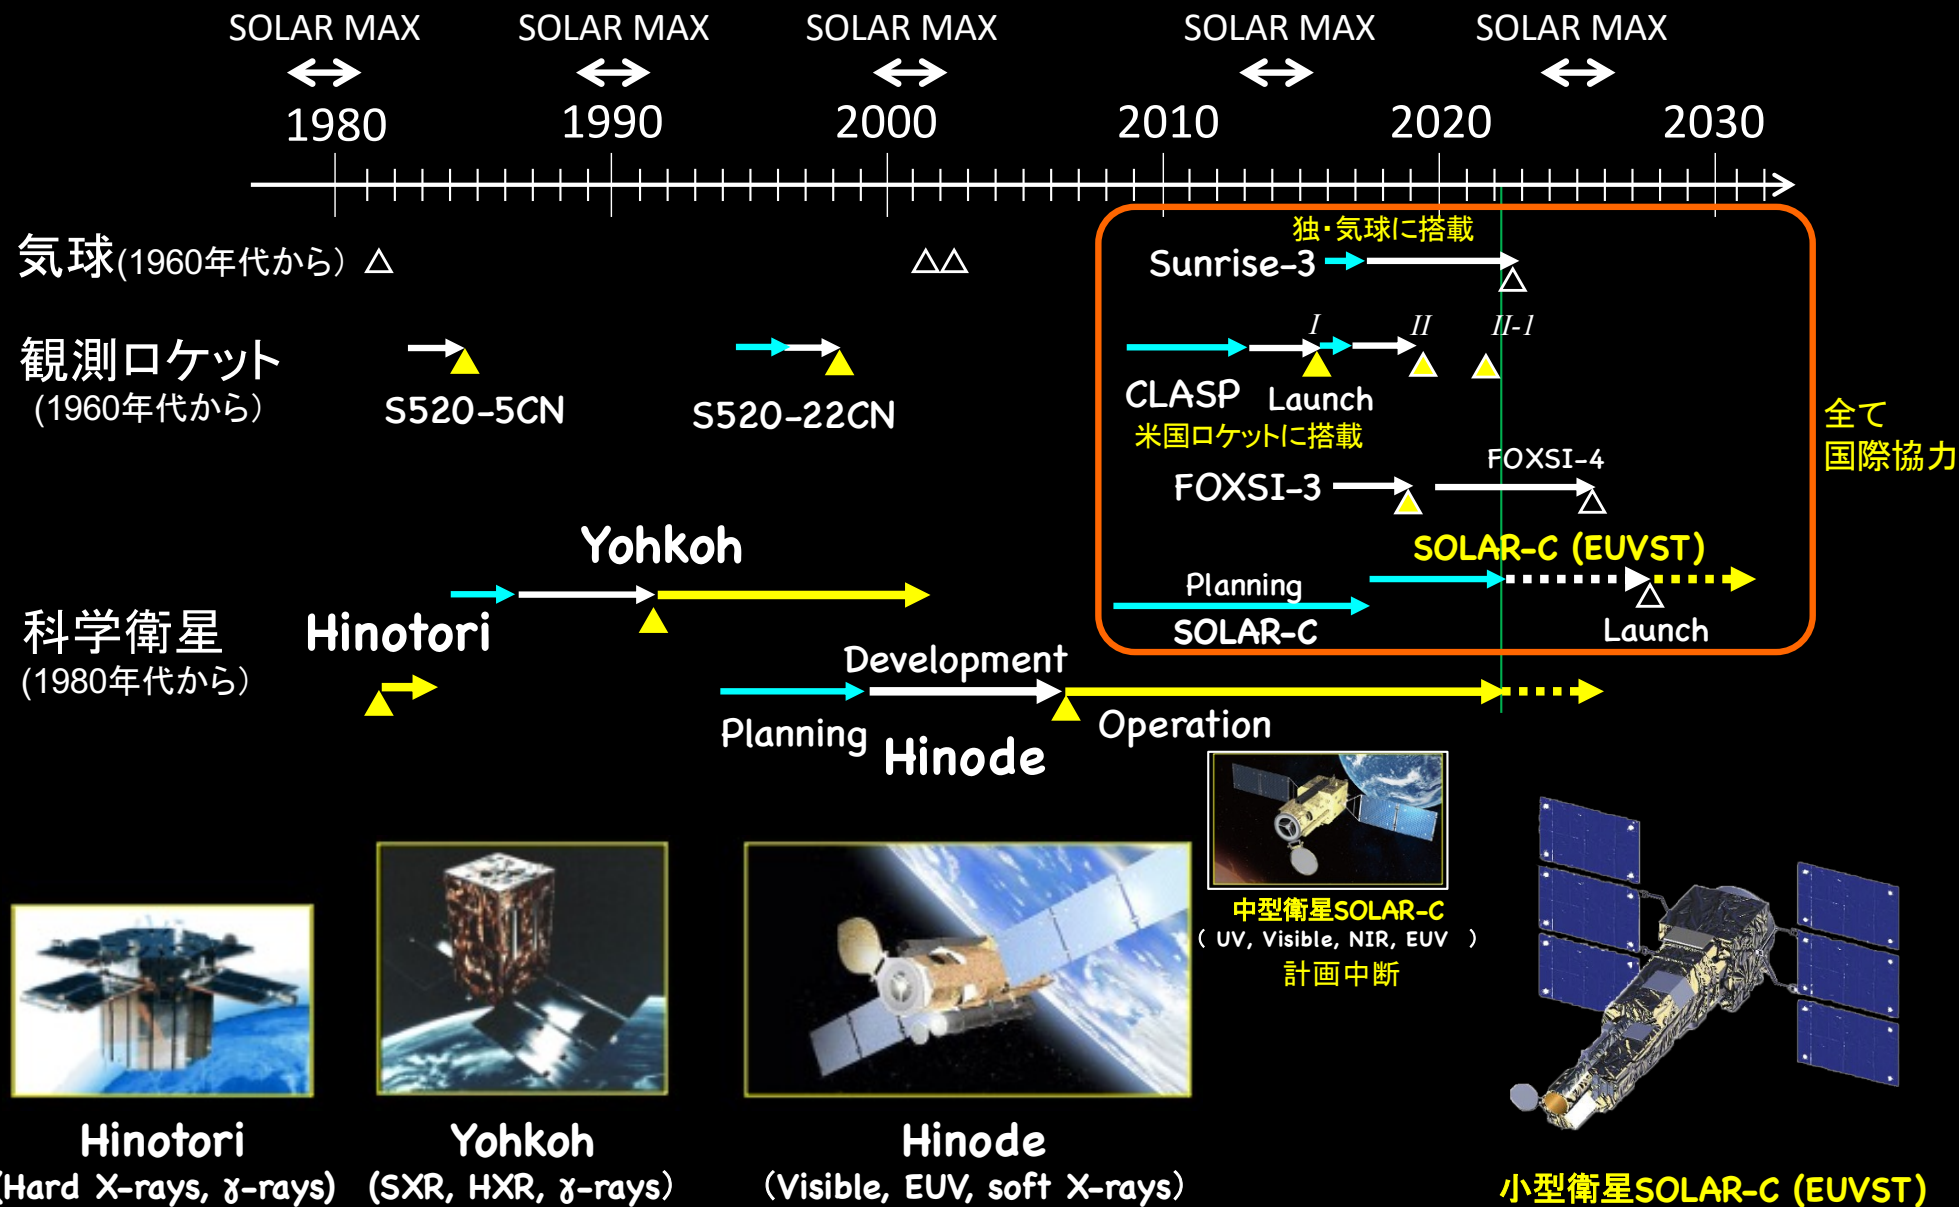 SOLAR MAX SOLAR MAX SOLAR MAX SOLAR MAX SOLAR MAX
1980 1990 2000 2010 2020 2030
独・気球に搭載
気球(1960年代から)
Sunrise-3
I II II-1
観測ロケット
(1960年代から)
S520-5CN
S520-22CN
CLASP Launch
米国ロケットに搭載
全て
国際協力
FOXSI-3
FOXSI-4
Yohkoh
SOLAR-C (EUVST)
Planning
SOLAR-C
Launch
科学衛星
(1980年代から)
Hinotori
Development
Planning
Hinode
Operation
中型衛星SOLAR-C
( UV, Visible, NIR, EUV )
計画中断
Hinotori
(Hard X-rays, γ-rays)
Yohkoh
(SXR, HXR, γ-rays)
Hinode
(Visible, EUV, soft X-rays)
小型衛星SOLAR-C (EUVST)